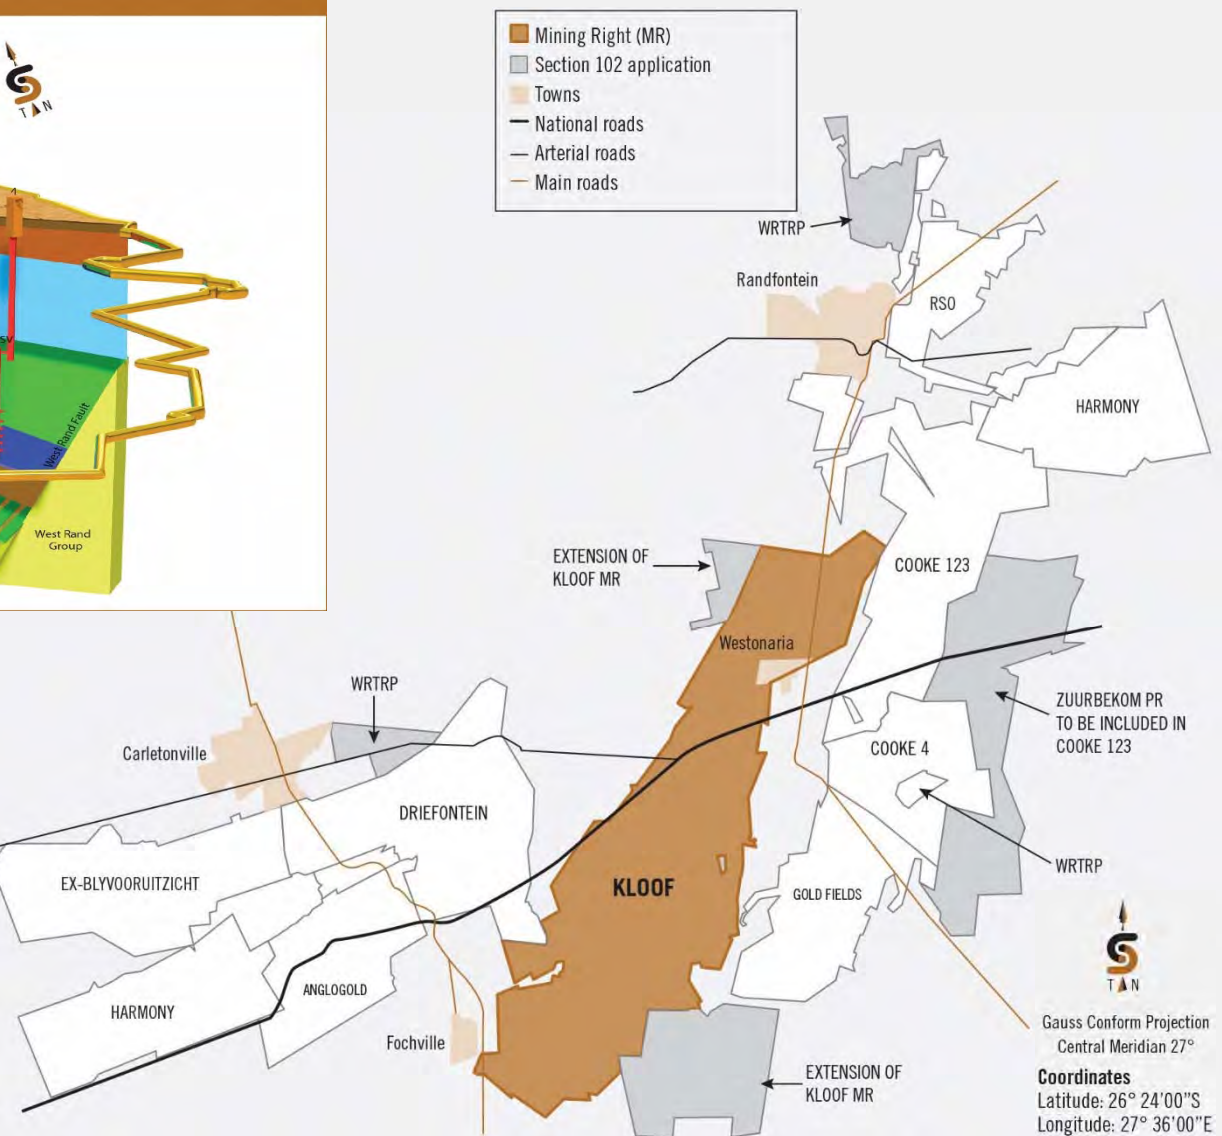 TAN
SV
West Rand Fault
West Rand
Group
Mining Right (MR)
Section 102 application
Towns
National roads
Arterial roads
Main roads
WRTRP
Randfontein
RSO
HARMONY
EXTENSION OF
KLOOF MR
COOKE 123
Westonaria
WRTRP
ZUURBEKOM PR
TO BE INCLUDED IN
COOKE 123
Carletonville
COOKE 4
DRIEFONTEIN
WRTRP
EX-BLYVOORUITZICHT
KLOOF
GOLD FIELDS
ANGLOGOLD
HARMONY
Fochville
EXTENSION OF
KLOOF MR
TAN
Gauss Conform Projection
Central Meridian 27°
Coordinates
Latitude: 26° 24'00"S
Longitude: 27° 36'00"E